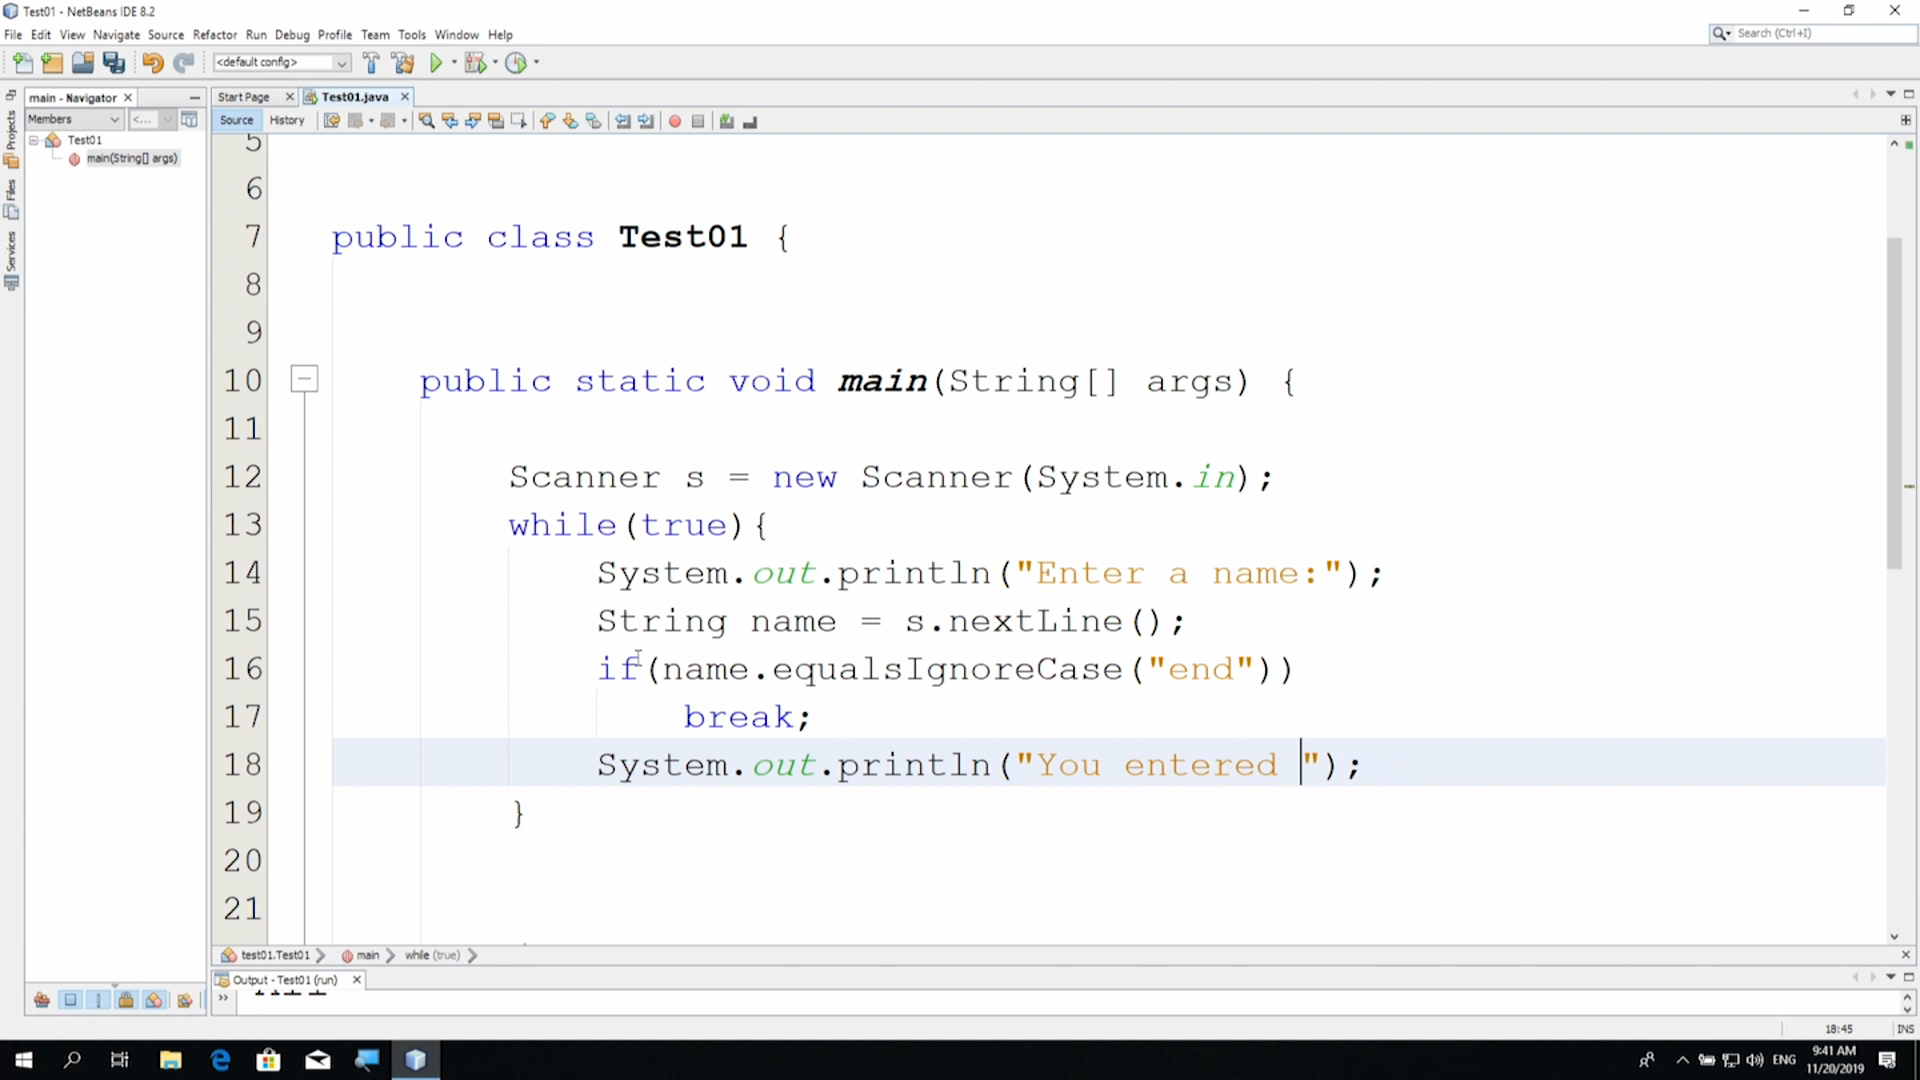 Test01 - NetBeans IDE 8.2
File Edit View Navigate Source Refactor Run Debug Profile Team Tools Window Help
Search (Ctrl+I)
<default config>
main - Navigator
Start Page
Test01.java
Members
<...
Source
History
Projects
Files
Services
Test01
main(String[] args)
5
6
7 public class Test01 {
8
9
10 public static void main(String[] args) {
11
12 Scanner s = new Scanner(System.in);
13 while(true){
14 System.out.println("Enter a name:");
15 String name = s.nextLine();
16 if(name.equalsIgnoreCase("end"))
17 break;
18 System.out.println("You entered ");
19 }
20
21
test01.Test01
main
while (true)
Output - Test01 (run)
18:45
INS
ENG
9:41 AM
11/20/2019